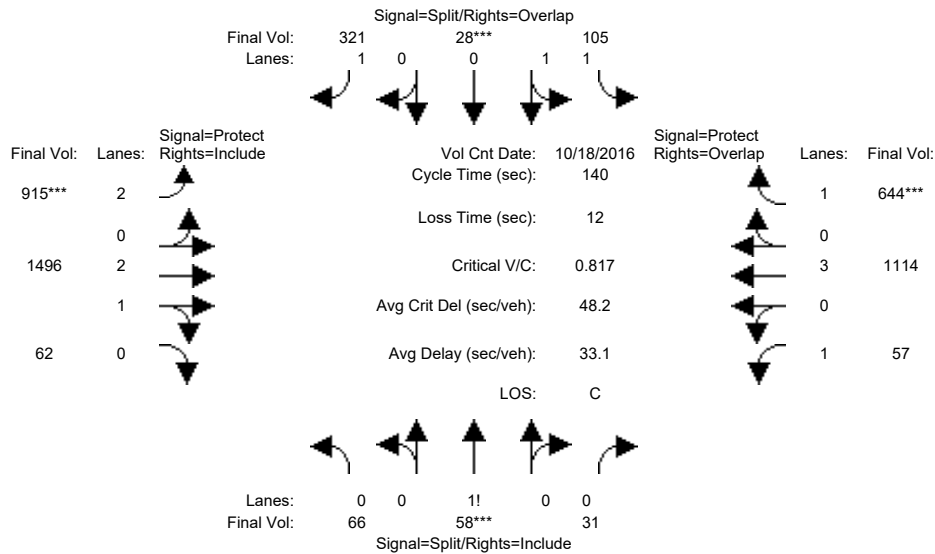 Signal=Split/Rights=Overlap
Final Vol: 321 28*** 105
Lanes: 1 0 0 1 1
Signal=Protect
Final Vol: Lanes: Rights=Include
Vol Cnt Date: 10/18/2016
Signal=Protect
Rights=Overlap Lanes: Final Vol:
Cycle Time (sec): 140
915*** 2
1 644***
Loss Time (sec): 12
0
0
1496 2
Critical V/C: 0.817
3 1114
1
Avg Crit Del (sec/veh): 48.2
0
62 0
Avg Delay (sec/veh): 33.1
1 57
LOS: C
Lanes: 0 0 1! 0 0
Final Vol: 66 58*** 31
Signal=Split/Rights=Include